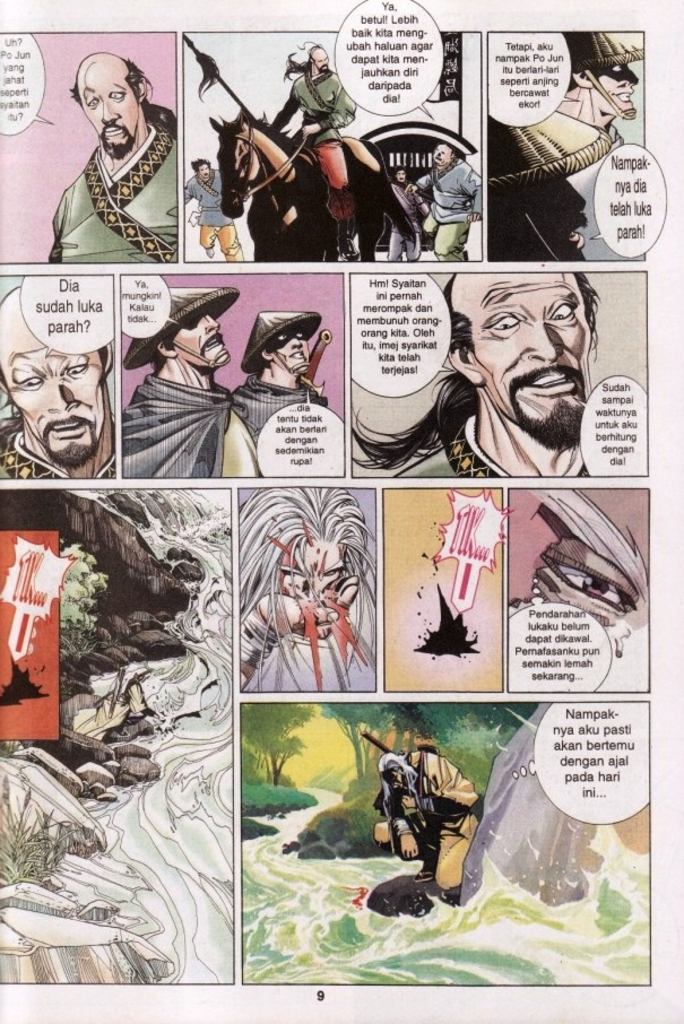 Uh?
Po Jun
yang
jahat
seperti
syaitan
itu?
Ya,
betul! Lebih
baik kita meng-
ubah haluan agar
dapat kita men-
jauhkan diri
daripada
dia!
Tetapi, aku
nampak Po Jun
itu berlari-lari
seperti anjing
bercawat
ekor!
Nampak-
nya dia
telah luka
parah!
Dia
sudah luka
parah?
Ya,
mungkin!
Kalau
tidak...
...dia
tentu tidak
akan berlari
dengan
sedemikian
rupa!
Hm! Syaitan
ini pernah
merompak dan
membunuh orang-
orang kita. Oleh
itu, imej syarikat
kita telah
terjejas!
Sudah
sampai
waktunya
untuk aku
berhitung
dengan
dia!
Pendarahan
lukaku belum
dapat dikawal.
Pernafasanku pun
semakin lemah
sekarang...
Nampak-
nya aku pasti
akan bertemu
dengan ajal
pada hari
ini...
9